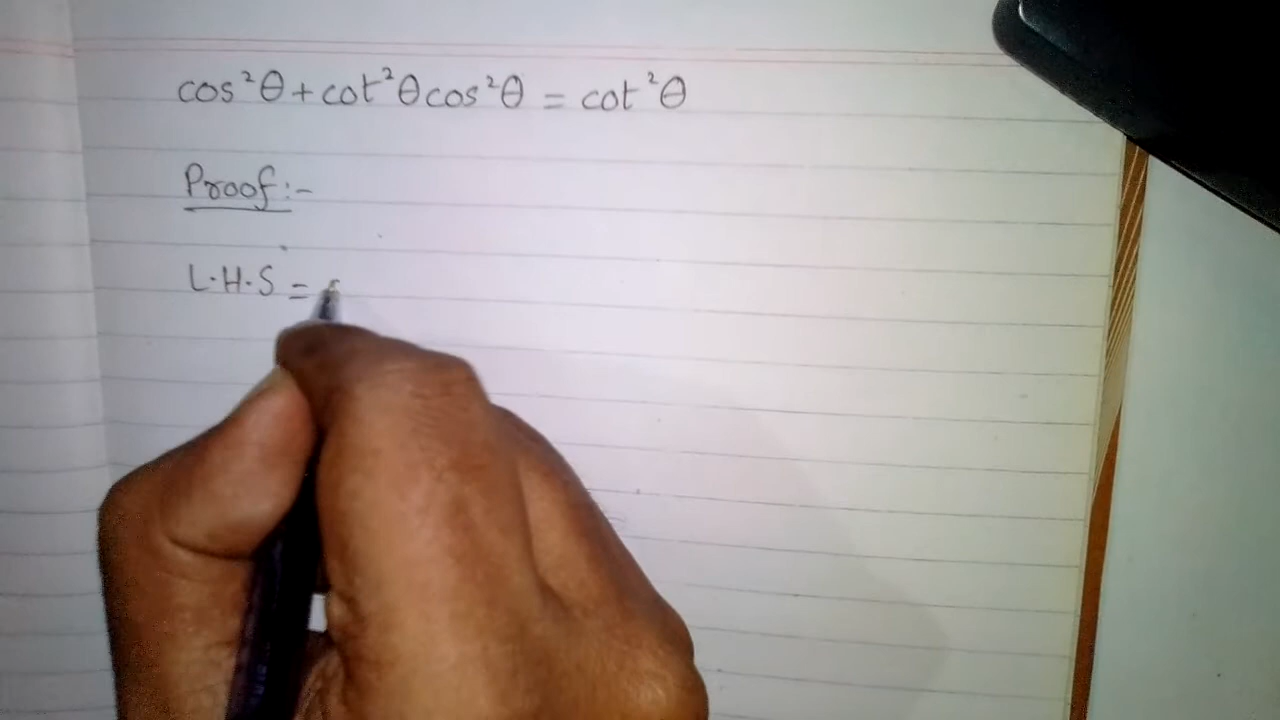 cos²θ + cot²θ cos²θ = cot²θ
Proof :-
L.H.S =